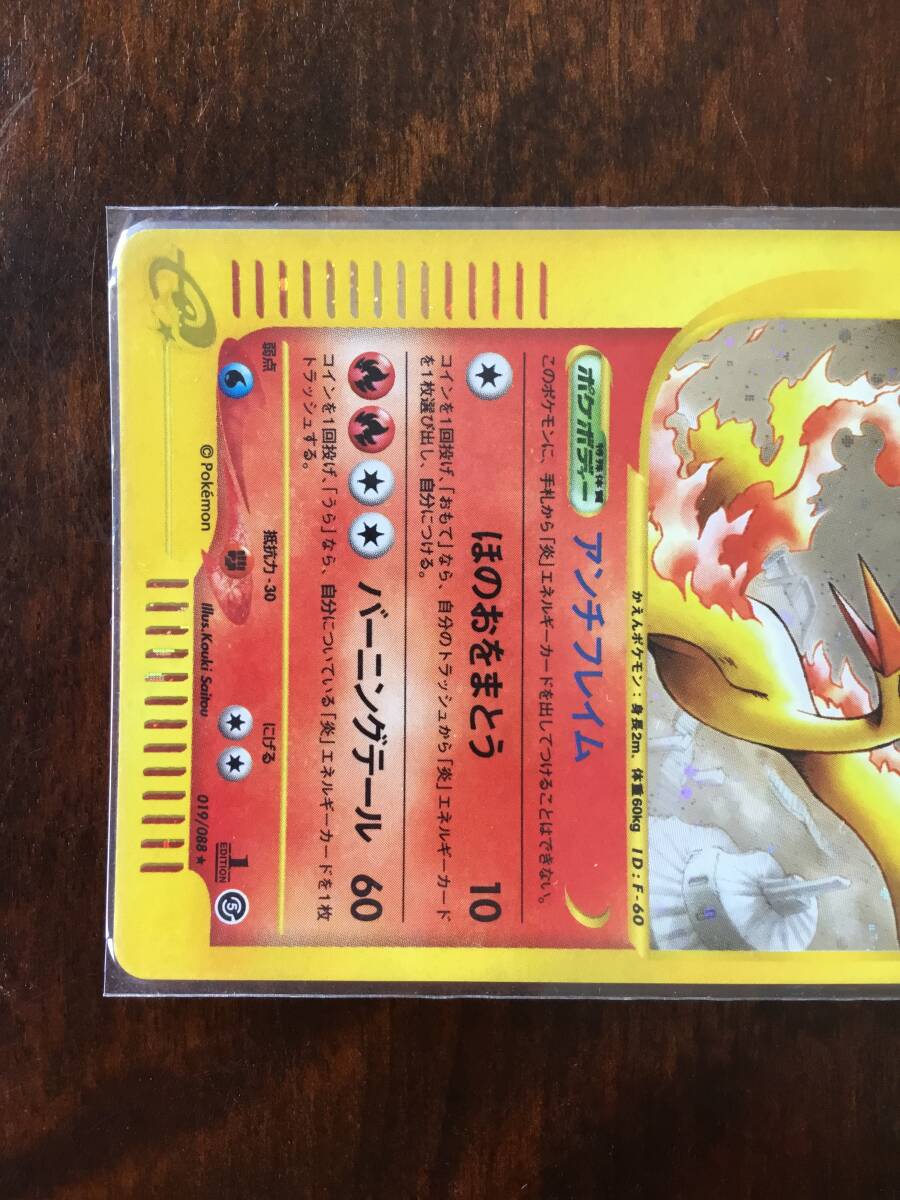 かえんポケモン：身長2m、体重60kg ID：F-60
特殊体質
ポケボディー
アンチフレイム
このポケモンに、手札から「炎」エネルギーカードを出してつけることはできない。
ほのおをまとう 10
コインを1回投げ、「おもて」なら、自分のトラッシュから「炎」エネルギーカード
を1枚選び出し、自分につける。
バーニングテール 60
コインを1回投げ、「うら」なら、自分についている「炎」エネルギーカードを1枚
トラッシュする。
弱点 抵抗力 -30 にげる
©Pokémon Illus.Kouki Saitou 019/088 ★
1
EDITION
5
e